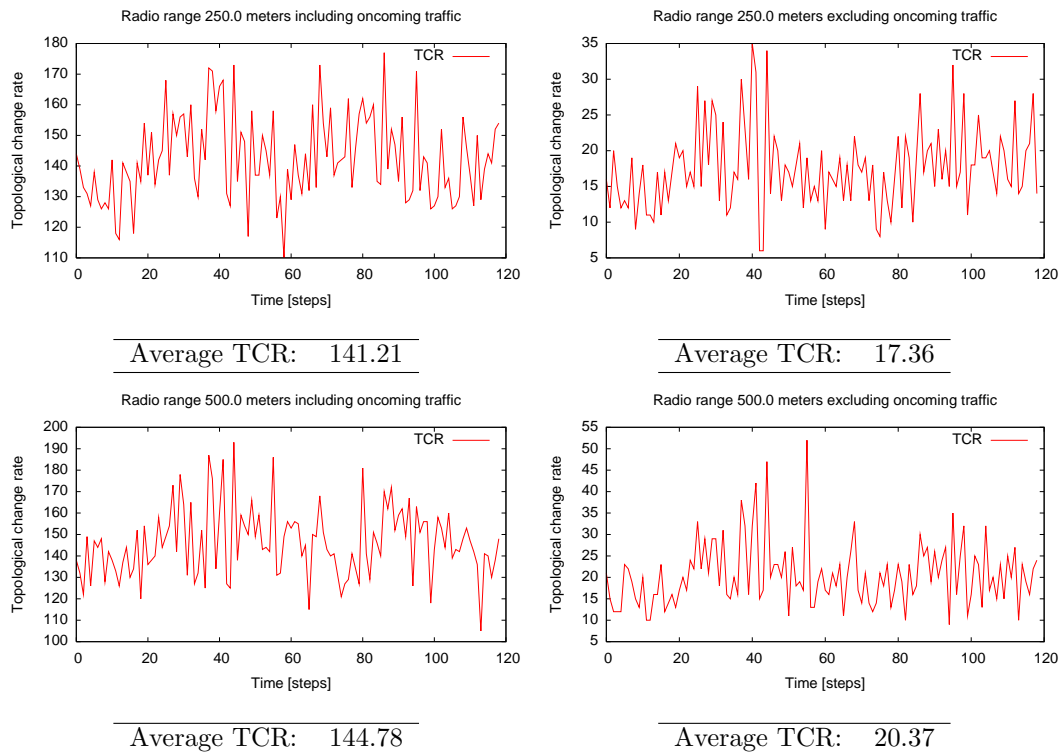 Radio range 250.0 meters including oncoming traffic
TCR
Topological change rate
180
170
160
150
140
130
120
110
0 20 40 60 80 100 120
Time [steps]
Average TCR: 141.21
Radio range 250.0 meters excluding oncoming traffic
TCR
Topological change rate
35
30
25
20
15
10
5
0 20 40 60 80 100 120
Time [steps]
Average TCR: 17.36
Radio range 500.0 meters including oncoming traffic
TCR
Topological change rate
200
190
180
170
160
150
140
130
120
110
100
0 20 40 60 80 100 120
Time [steps]
Average TCR: 144.78
Radio range 500.0 meters excluding oncoming traffic
TCR
Topological change rate
55
50
45
40
35
30
25
20
15
10
5
0 20 40 60 80 100 120
Time [steps]
Average TCR: 20.37